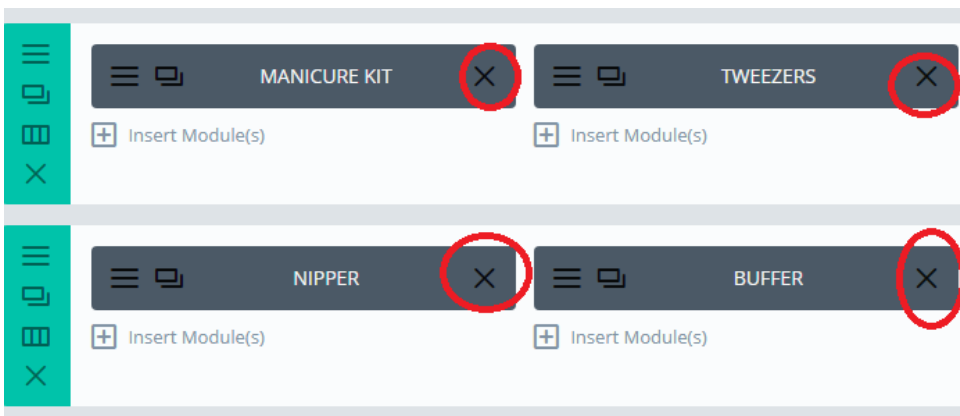 MANICURE KIT
TWEEZERS
Insert Module(s)
Insert Module(s)
NIPPER
BUFFER
Insert Module(s)
Insert Module(s)